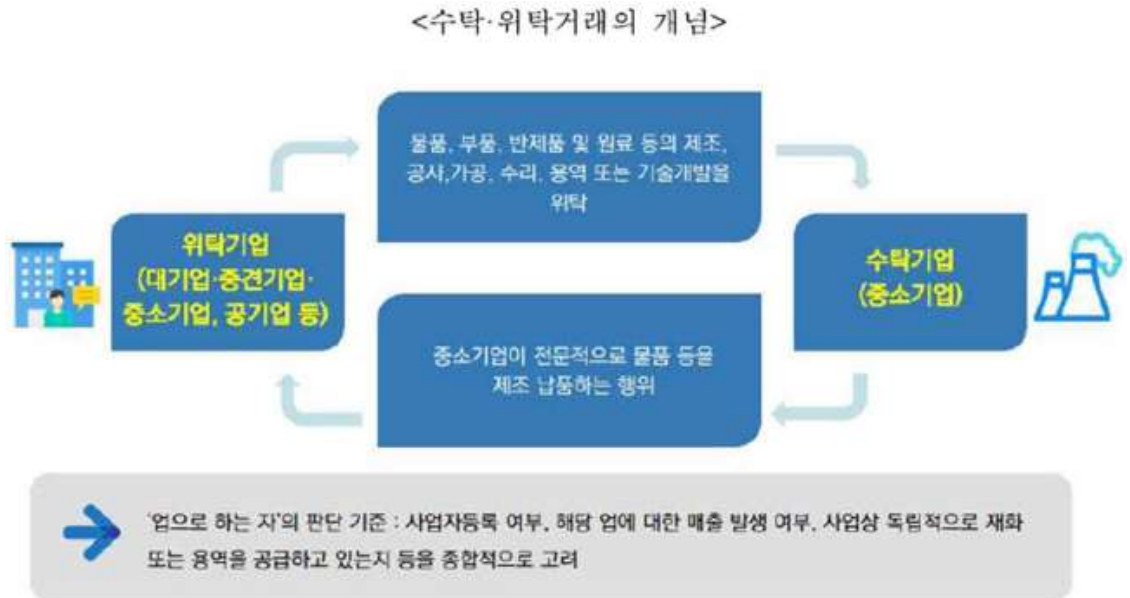 <수탁·위탁거래의 개념>
물품, 부품, 반제품 및 원료 등의 제조,
공사,가공, 수리, 용역 또는 기술개발을
위탁
위탁기업
(대기업·중견기업·
중소기업, 공기업 등)
수탁기업
(중소기업)
중소기업이 전문적으로 물품 등을
제조 납품하는 행위
'업으로 하는 자'의 판단 기준 : 사업자등록 여부, 해당 업에 대한 매출 발생 여부, 사업상 독립적으로 재화
또는 용역을 공급하고 있는지 등을 종합적으로 고려